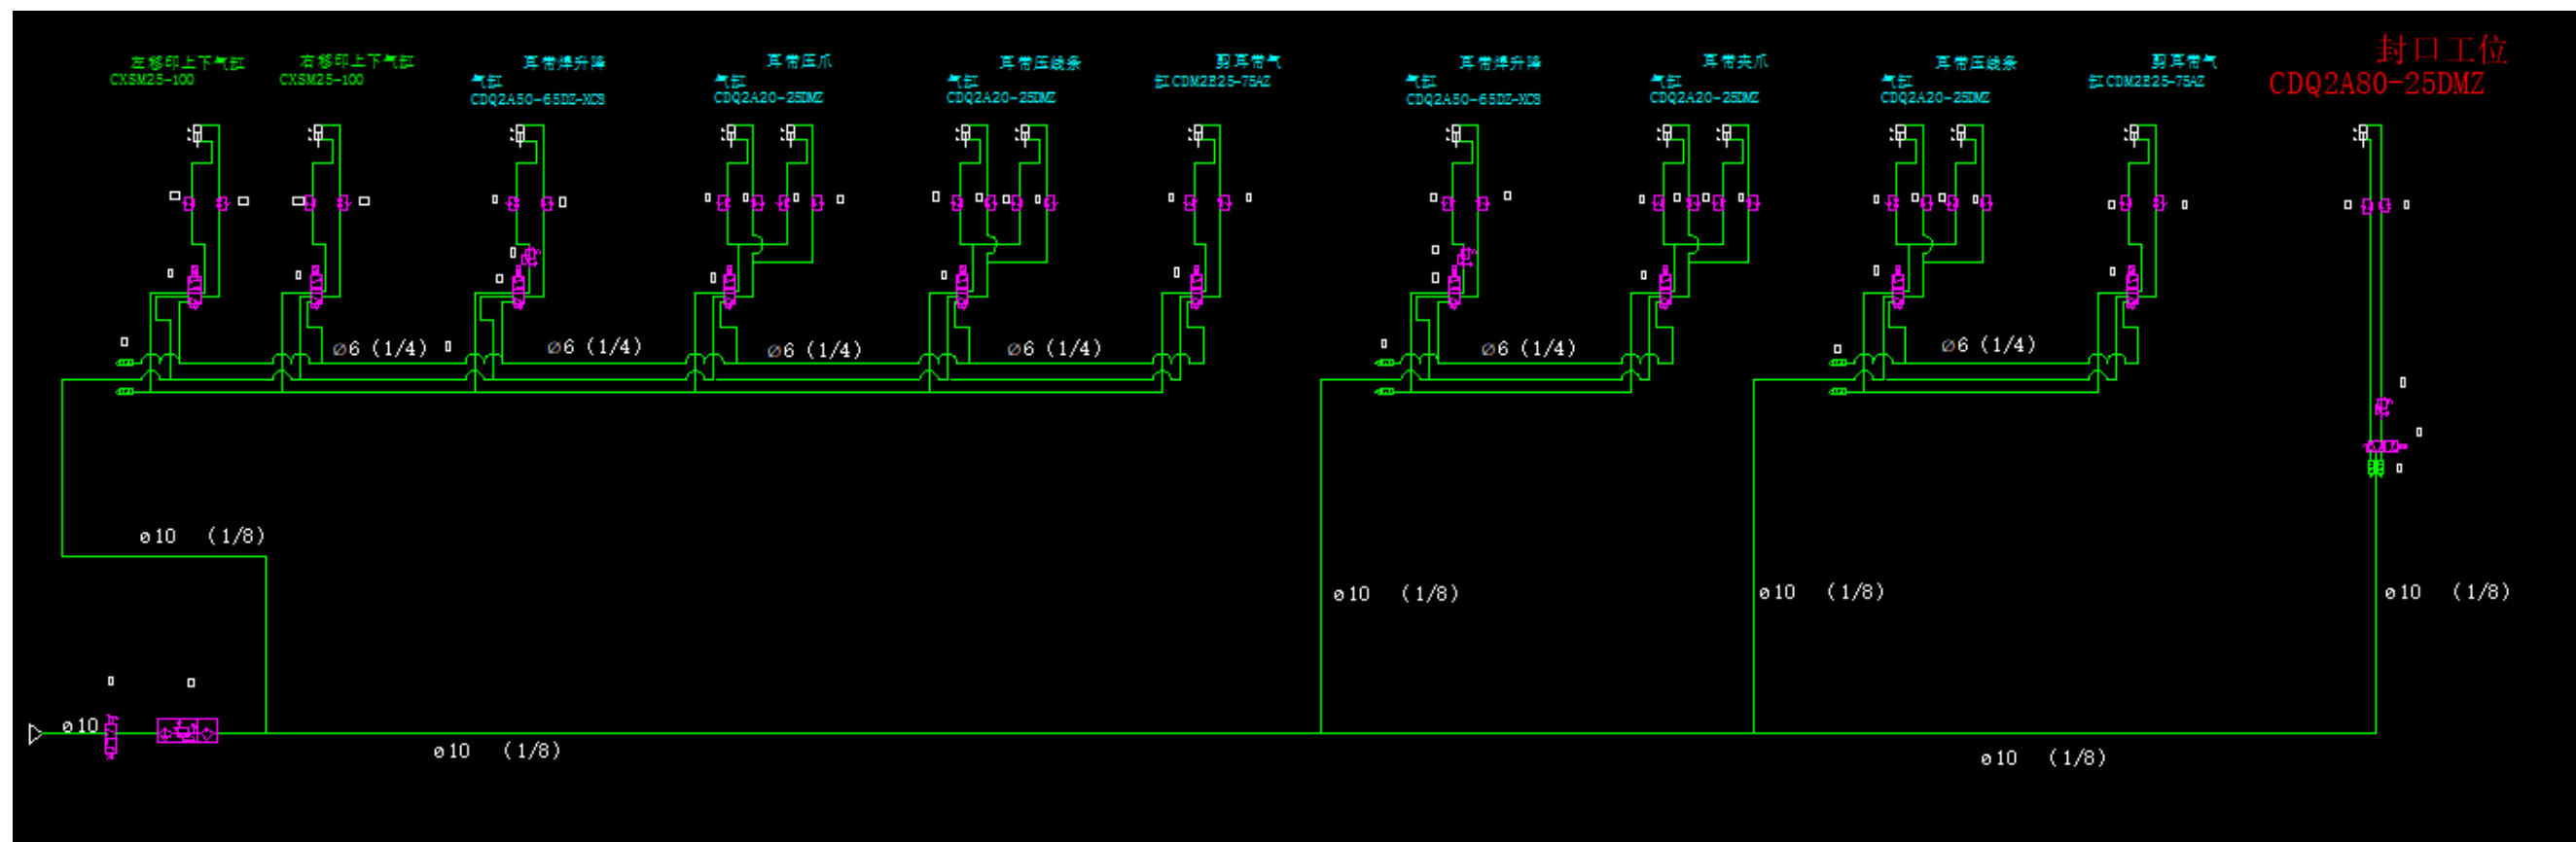 左移印上下气缸
CXSM25-100
右移印上下气缸
CXSM25-100
耳带焊升降
气缸
CDQ2A50-65DZ-XC8
耳带压爪
气缸
CDQ2A20-25DMZ
耳带压线条
气缸
CDQ2A20-25DMZ
剪耳带气
缸CDM2B25-75AZ
耳带焊升降
气缸
CDQ2A50-65DZ-XC8
耳带夹爪
气缸
CDQ2A20-25DMZ
耳带压线条
气缸
CDQ2A20-25DMZ
剪耳带气
缸CDM2B25-75AZ
封口工位
CDQ2A80-25DMZ
∅6 (1/4)
∅6 (1/4)
∅6 (1/4)
∅6 (1/4)
∅6 (1/4)
∅6 (1/4)
ø10 (1/8)
ø10 (1/8)
ø10 (1/8)
ø10 (1/8)
ø10
ø10 (1/8)
ø10 (1/8)